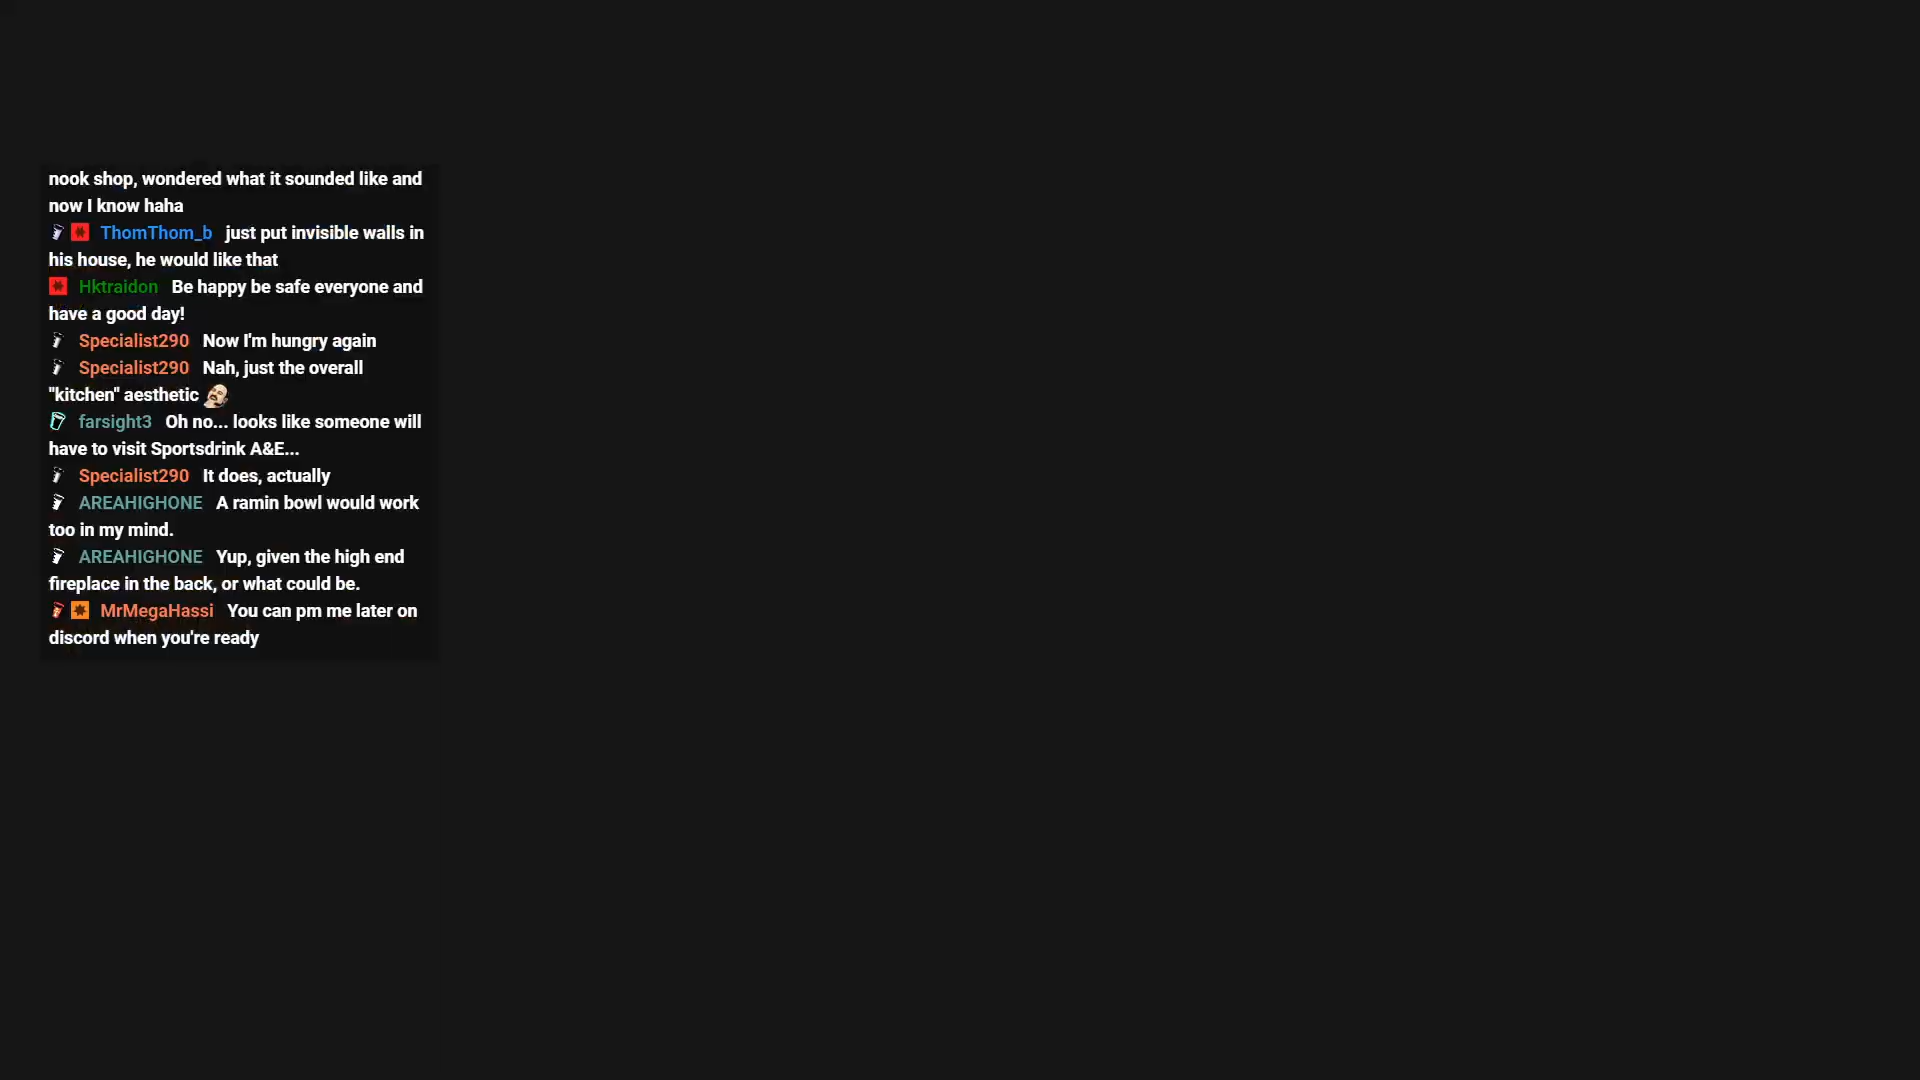 nook shop, wondered what it sounded like and
now I know haha
ThomThom_b just put invisible walls in
his house, he would like that
Hktraidon Be happy be safe everyone and
have a good day!
Specialist290 Now I'm hungry again
Specialist290 Nah, just the overall
"kitchen" aesthetic
farsight3 Oh no... looks like someone will
have to visit Sportsdrink A&E...
Specialist290 It does, actually
AREAHIGHONE A ramin bowl would work
too in my mind.
AREAHIGHONE Yup, given the high end
fireplace in the back, or what could be.
MrMegaHassi You can pm me later on
discord when you're ready